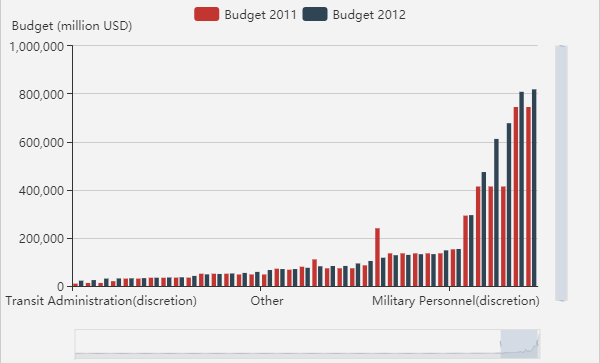 Budget 2011 Budget 2012
Budget (million USD)
1,000,000
800,000
600,000
400,000
200,000
0
Transit Administration(discretion) Other Military Personnel(discretion)